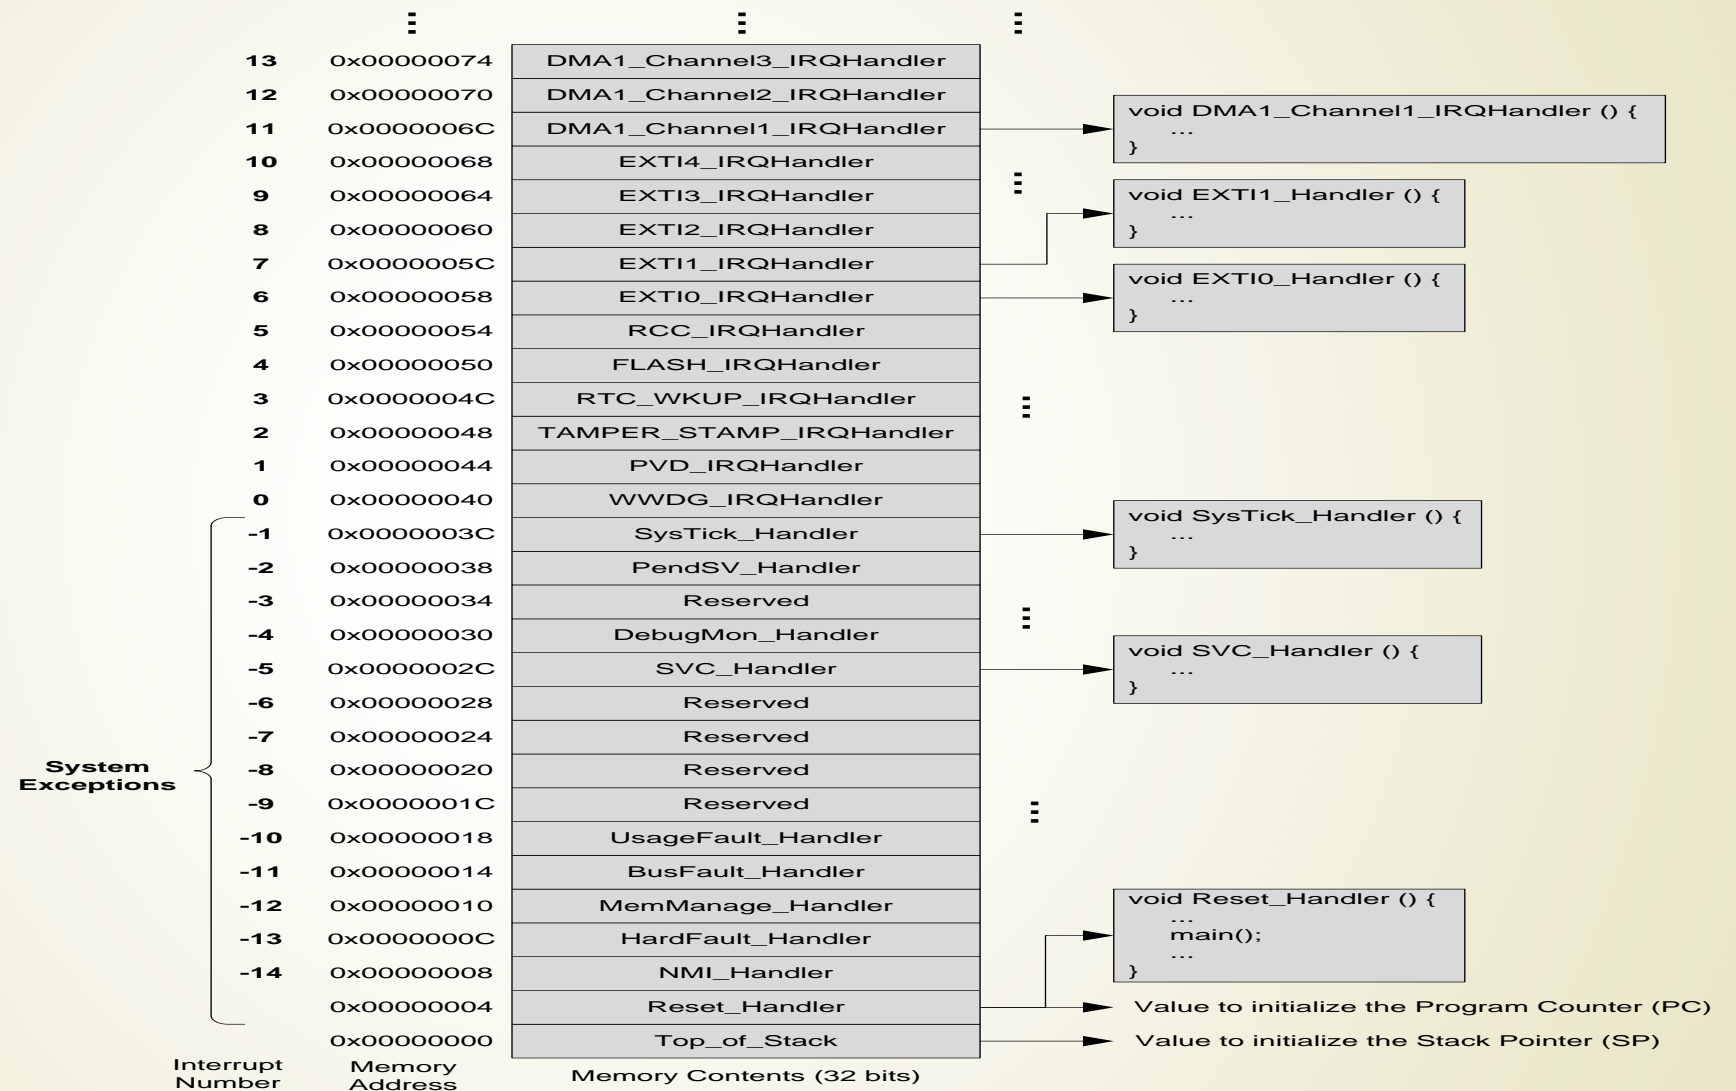 13 0x00000074 DMA1_Channel3_IRQHandler
12 0x00000070 DMA1_Channel2_IRQHandler
11 0x0000006C DMA1_Channel1_IRQHandler
10 0x00000068 EXTI4_IRQHandler
9 0x00000064 EXTI3_IRQHandler
8 0x00000060 EXTI2_IRQHandler
7 0x0000005C EXTI1_IRQHandler
6 0x00000058 EXTI0_IRQHandler
5 0x00000054 RCC_IRQHandler
4 0x00000050 FLASH_IRQHandler
3 0x0000004C RTC_WKUP_IRQHandler
2 0x00000048 TAMPER_STAMP_IRQHandler
1 0x00000044 PVD_IRQHandler
0 0x00000040 WWDG_IRQHandler
-1 0x0000003C SysTick_Handler
-2 0x00000038 PendSV_Handler
-3 0x00000034 Reserved
-4 0x00000030 DebugMon_Handler
-5 0x0000002C SVC_Handler
-6 0x00000028 Reserved
-7 0x00000024 Reserved
-8 0x00000020 Reserved
-9 0x0000001C Reserved
-10 0x00000018 UsageFault_Handler
-11 0x00000014 BusFault_Handler
-12 0x00000010 MemManage_Handler
-13 0x0000000C HardFault_Handler
-14 0x00000008 NMI_Handler
0x00000004 Reset_Handler
0x00000000 Top_of_Stack
Interrupt
Number
Memory
Address
Memory Contents (32 bits)
System
Exceptions
void DMA1_Channel1_IRQHandler () {
...
}
void EXTI1_Handler () {
...
}
void EXTI0_Handler () {
...
}
void SysTick_Handler () {
...
}
void SVC_Handler () {
...
}
void Reset_Handler () {
...
main();
...
}
Value to initialize the Program Counter (PC)
Value to initialize the Stack Pointer (SP)